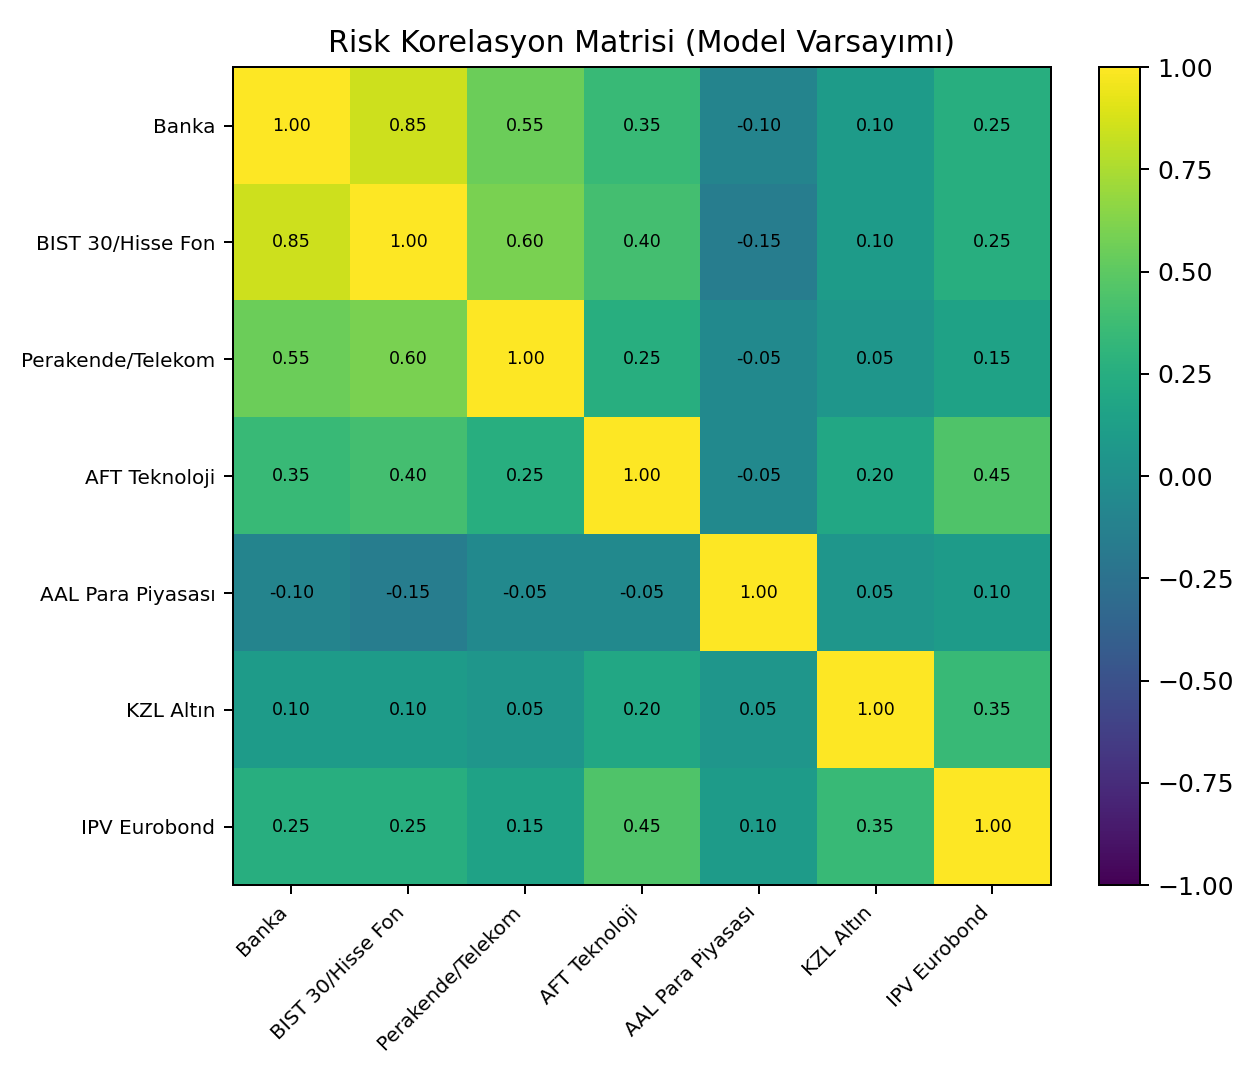 Risk Korelasyon Matrisi (Model Varsayımı)
Banka 1.00 0.85 0.55 0.35 -0.10 0.10 0.25
BIST 30/Hisse Fon 0.85 1.00 0.60 0.40 -0.15 0.10 0.25
Perakende/Telekom 0.55 0.60 1.00 0.25 -0.05 0.05 0.15
AFT Teknoloji 0.35 0.40 0.25 1.00 -0.05 0.20 0.45
AAL Para Piyasası -0.10 -0.15 -0.05 -0.05 1.00 0.05 0.10
KZL Altın 0.10 0.10 0.05 0.20 0.05 1.00 0.35
IPV Eurobond 0.25 0.25 0.15 0.45 0.10 0.35 1.00
Banka
BIST 30/Hisse Fon
Perakende/Telekom
AFT Teknoloji
AAL Para Piyasası
KZL Altın
IPV Eurobond
1.00
0.75
0.50
0.25
0.00
−0.25
−0.50
−0.75
−1.00